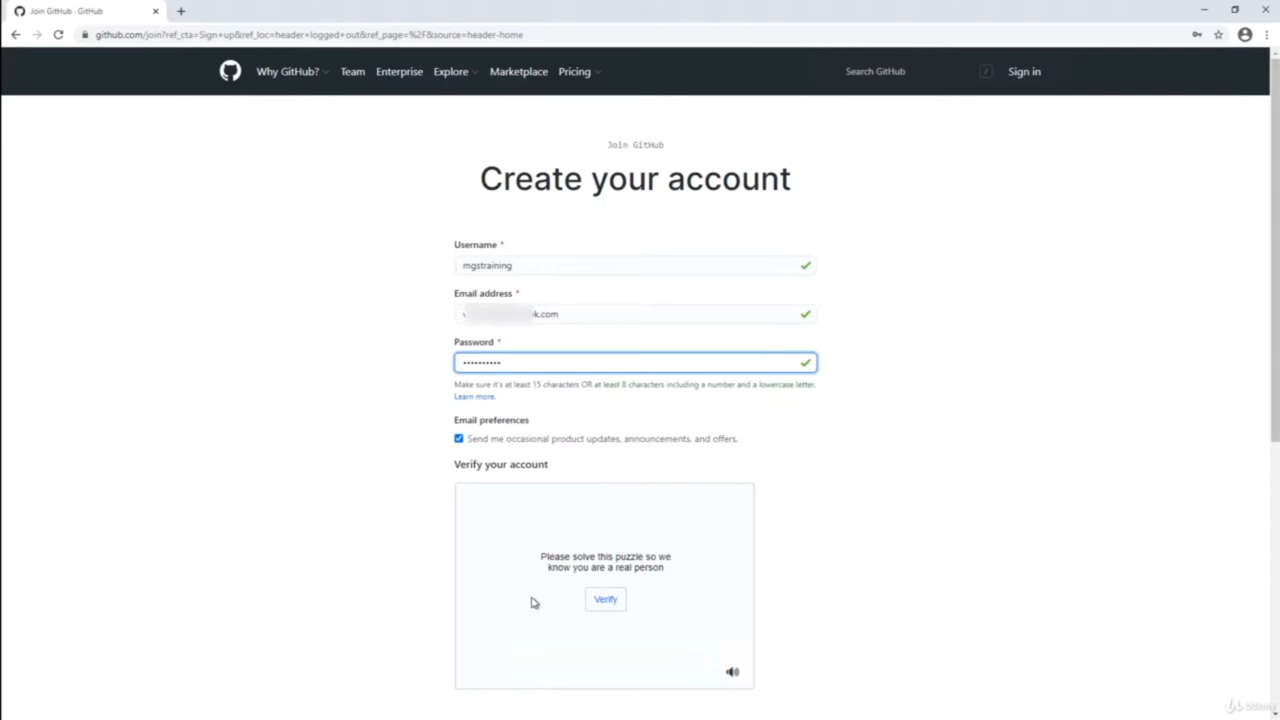 Join GitHub · GitHub
github.com/join?ref_cta=Sign+up&ref_loc=header+logged+out&ref_page=%2F&source=header-home
Why GitHub? Team Enterprise Explore Marketplace Pricing Search GitHub / Sign in
Join GitHub
Create your account
Username *
mgstraining
Email address *
k.com
Password *
Make sure it's at least 15 characters OR at least 8 characters including a number and a lowercase letter.
Learn more.
Email preferences
Send me occasional product updates, announcements, and offers.
Verify your account
Please solve this puzzle so we
know you are a real person
Verify
Udemy